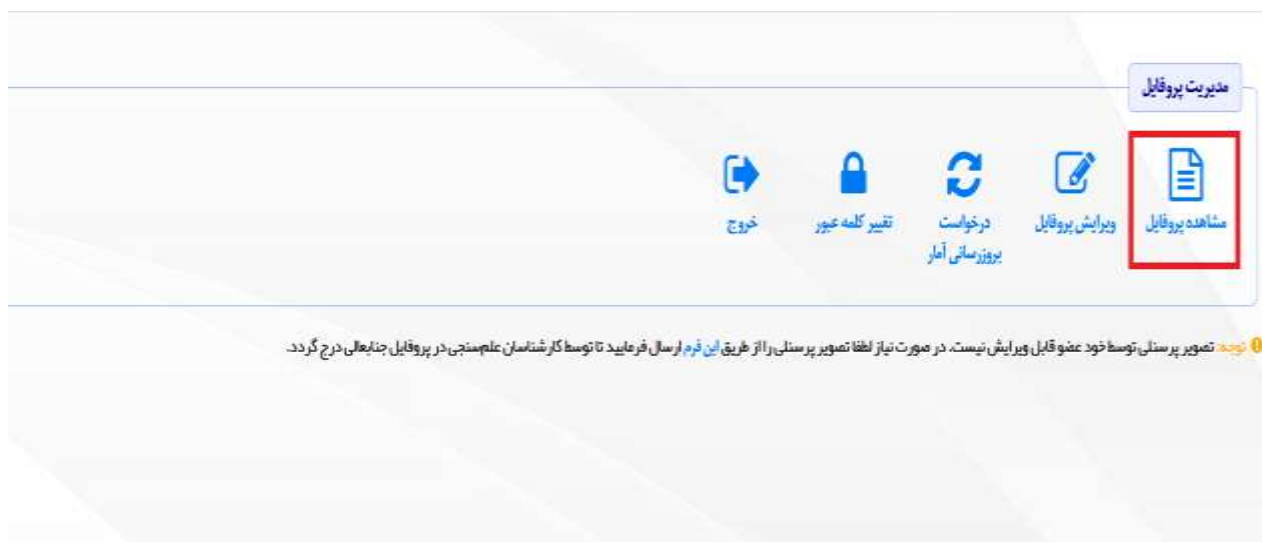 مدیریت پروفایل
مشاهده پروفایل
ویرایش پروفایل
درخواست
بروزرسانی آمار
تغییر کلمه عبور
خروج
توجه: تصویر پرسنلی توسط خود عضو قابل ویرایش نیست. در صورت نیاز لطفا تصویر پرسنلی را از طریق این فرم ارسال فرمایید تا توسط کارشناسان علم‌سنجی در پروفایل جنابعالی درج گردد.